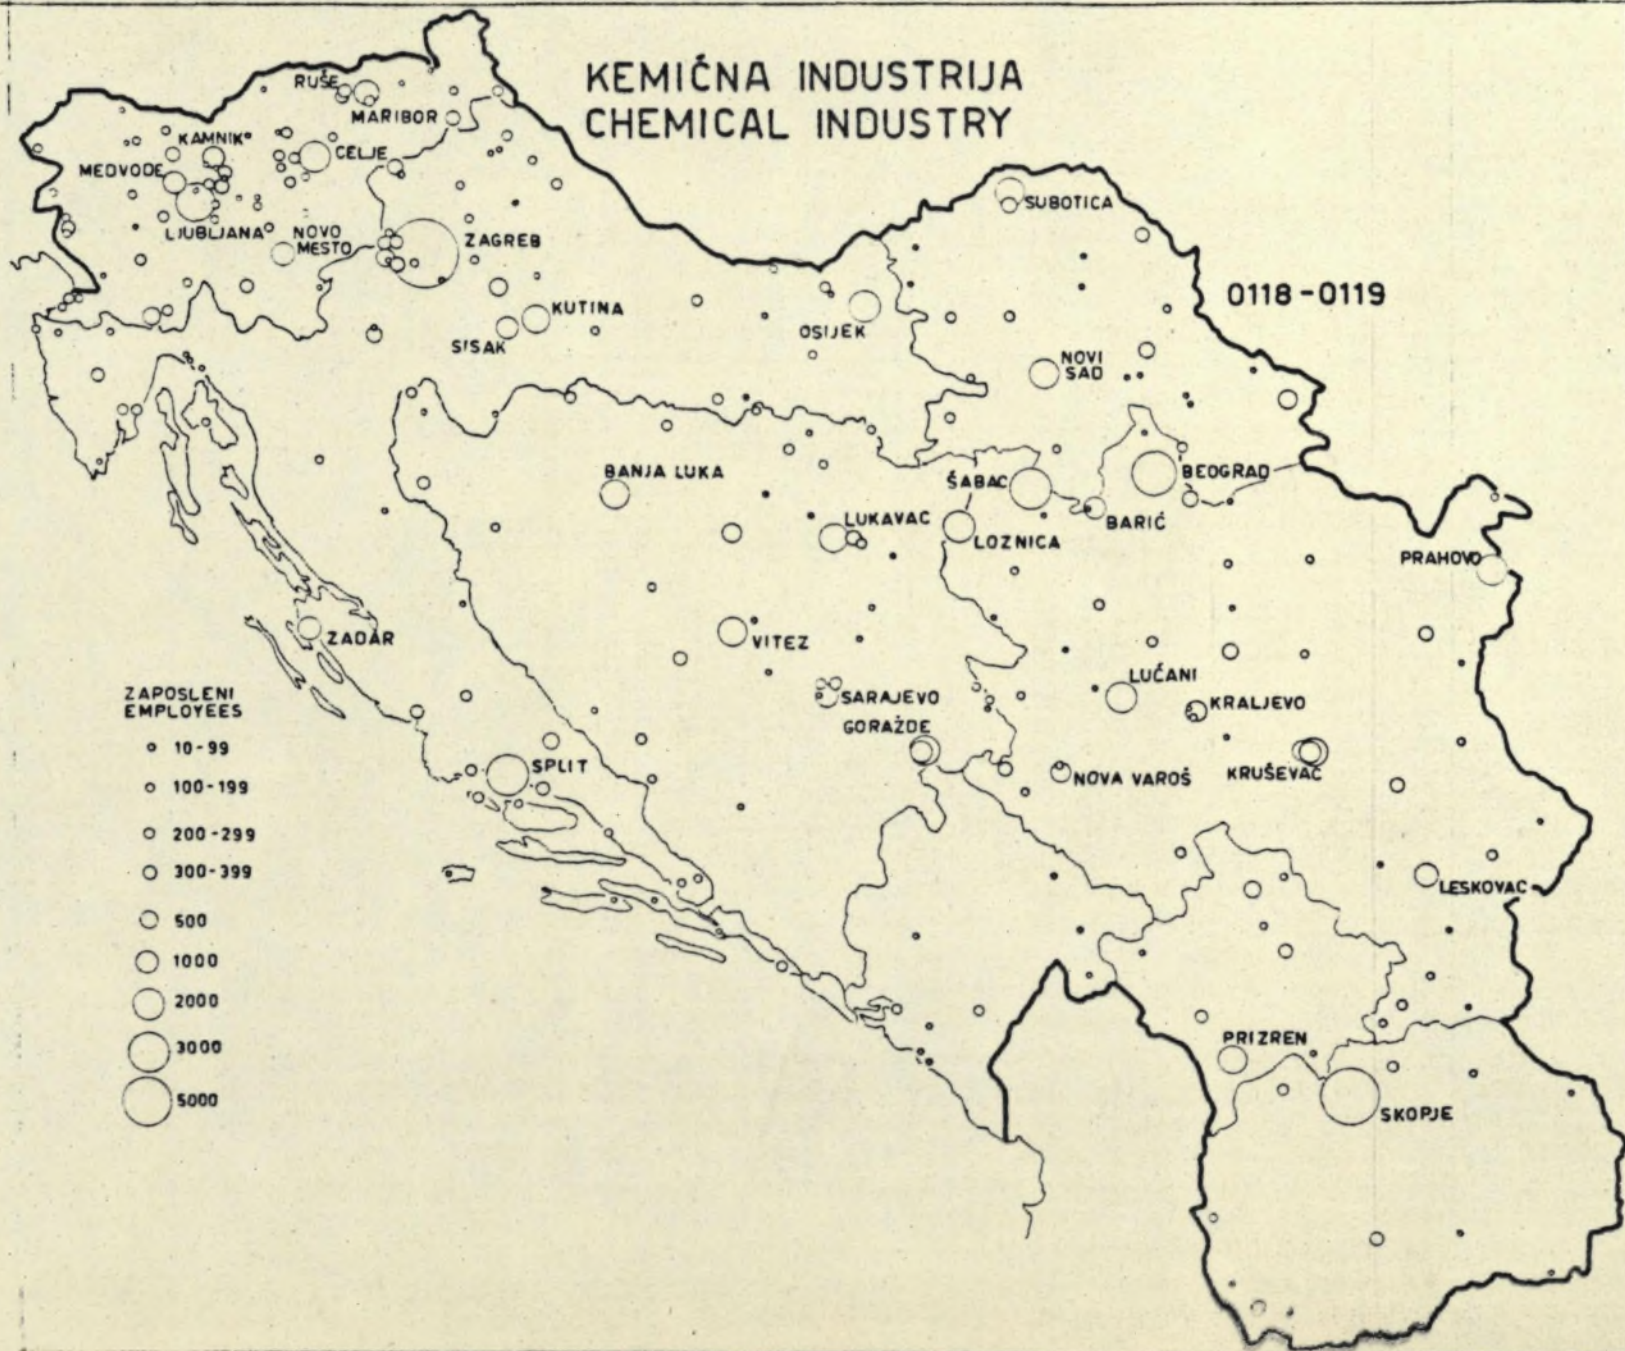 KEMIČNA INDUSTRIJA
CHEMICAL INDUSTRY
0118-0119
RUŠE
MARIBOR
KAMNIK
MEDVODE
CELJE
LJUBLJANA
NOVO
MESTO
ZAGREB
SUBOTICA
KUTINA
SISAK
OSIJEK
NOVI
SAD
BANJA LUKA
ŠABAC
BEOGRAD
LUKAVAC
LOZNICA
BARIĆ
PRAHOVO
ZADAR
VITEZ
LUČANI
SARAJEVO
KRALJEVO
GORAŽDE
SPLIT
NOVA VAROŠ
KRUŠEVAC
LESKOVAC
PRIZREN
SKOPJE
ZAPOSLENI
EMPLOYEES
10-99
100-199
200-299
300-399
500
1000
2000
3000
5000